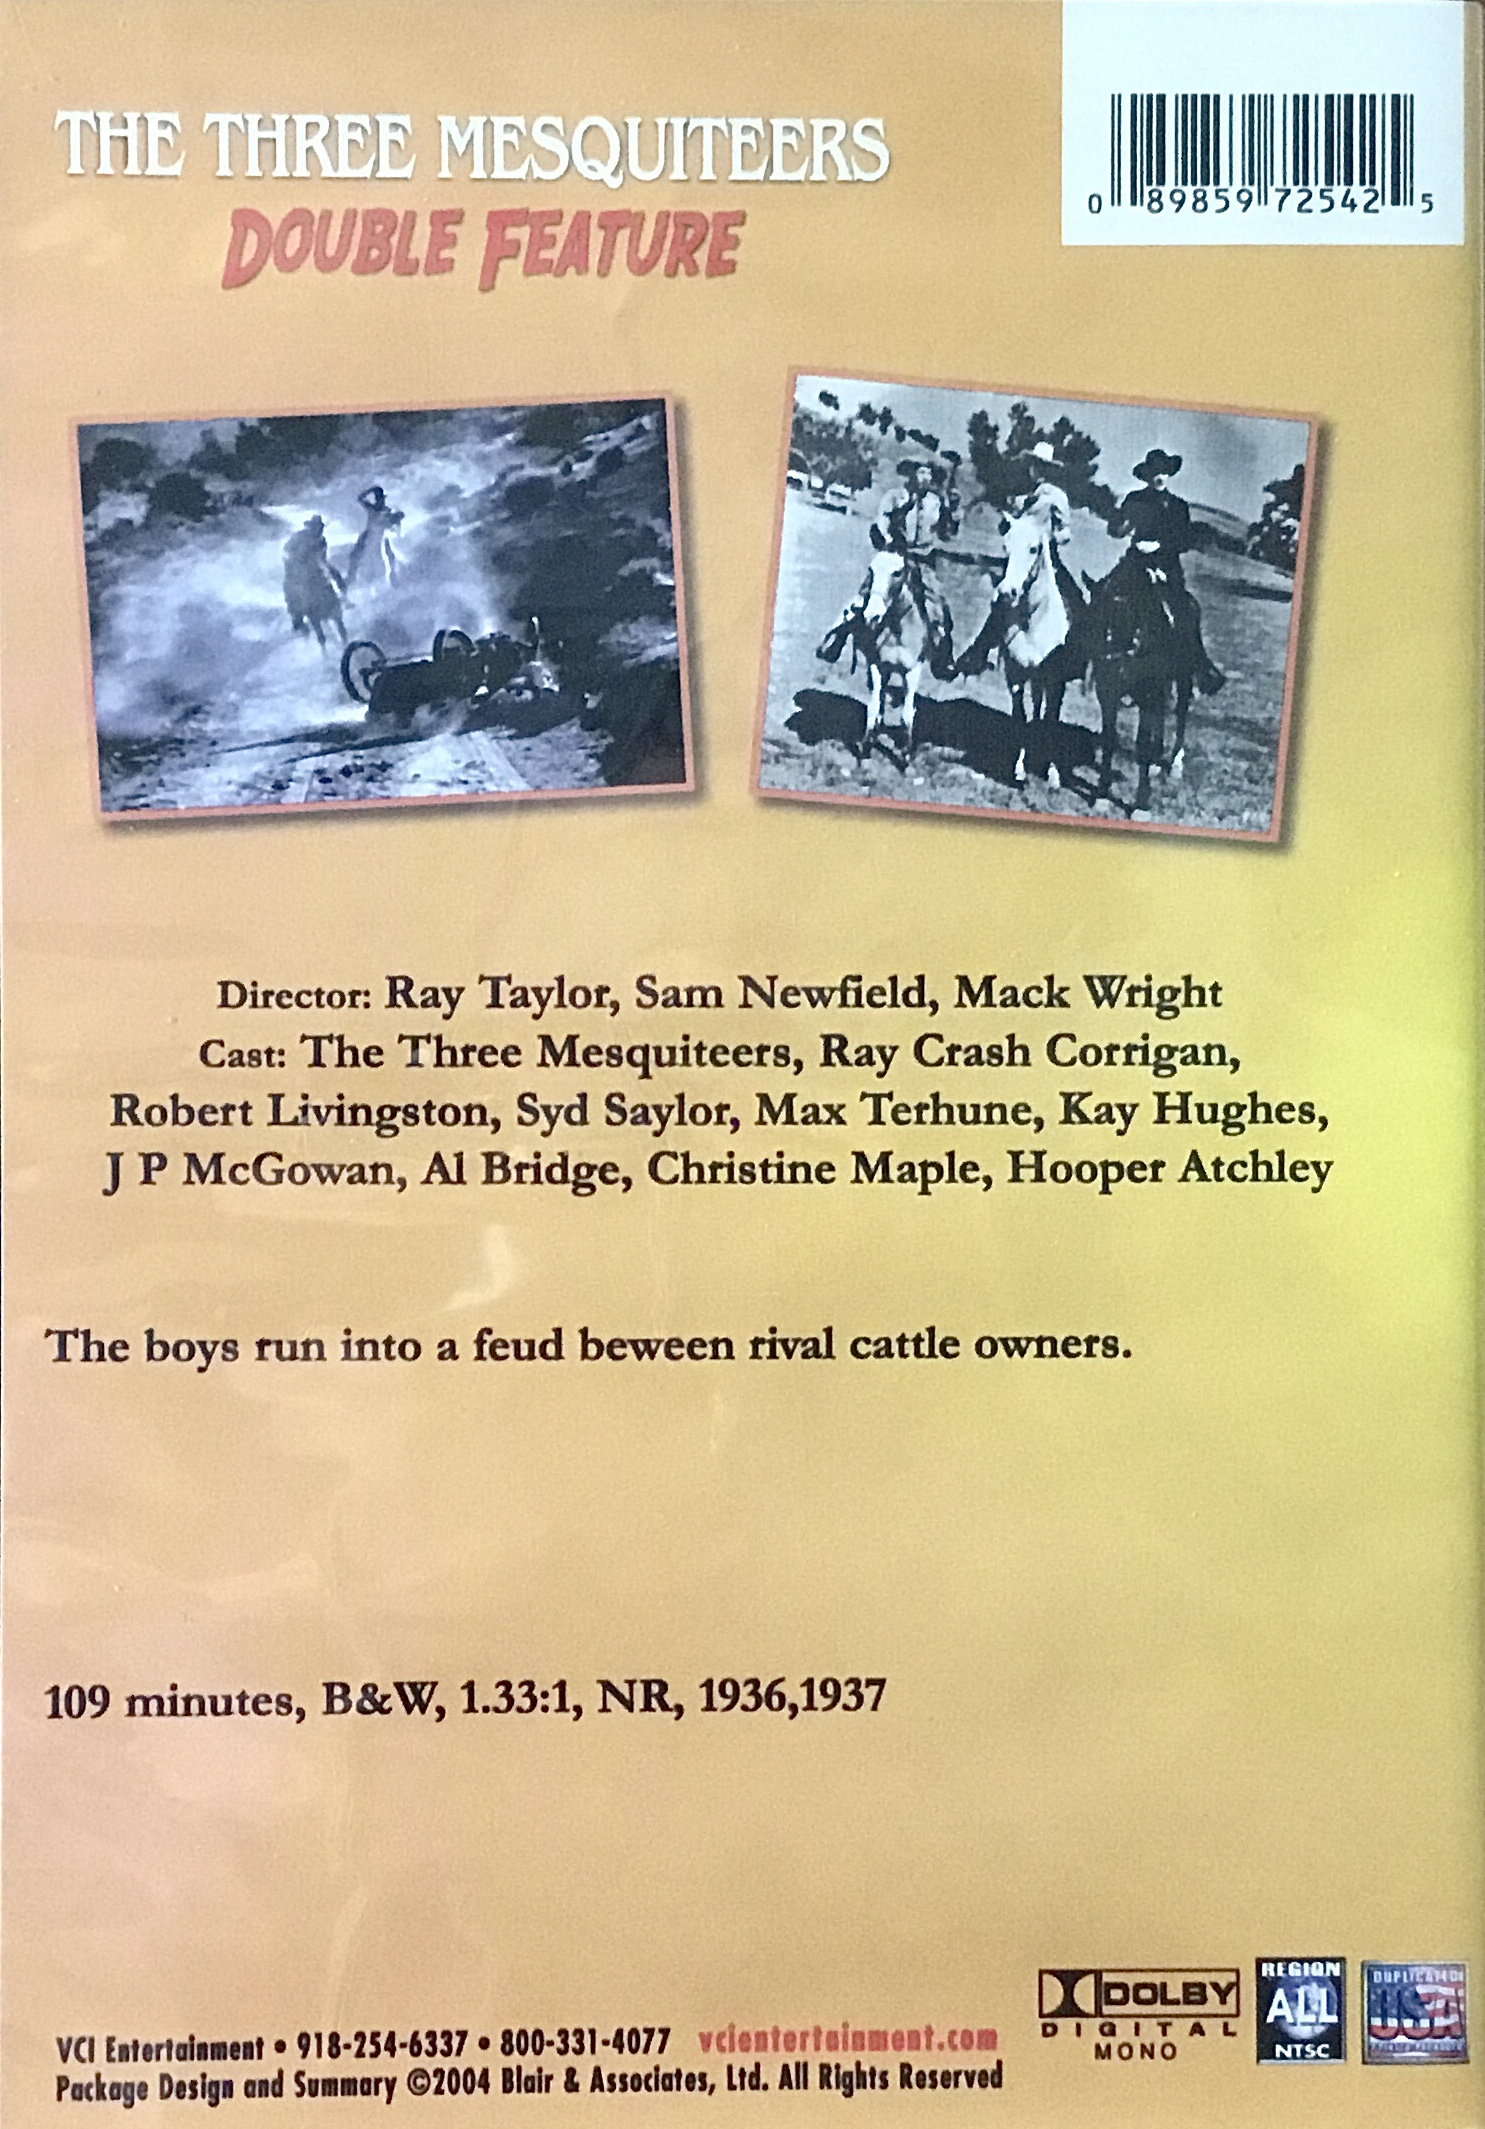 THE THREE MESQUITEERS
DOUBLE FEATURE
0 89859 72542 5
Director: Ray Taylor, Sam Newfield, Mack Wright
Cast: The Three Mesquiteers, Ray Crash Corrigan,
Robert Livingston, Syd Saylor, Max Terhune, Kay Hughes,
J P McGowan, Al Bridge, Christine Maple, Hooper Atchley
The boys run into a feud beween rival cattle owners.
109 minutes, B&W, 1.33:1, NR, 1936,1937
VCI Entertainment • 918-254-6337 • 800-331-4077 vcientertainment.com
Package Design and Summary ©2004 Blair & Associates, Ltd. All Rights Reserved
DOLBY
DIGITAL
MONO
REGION
ALL
NTSC
DUPLICATED
USA